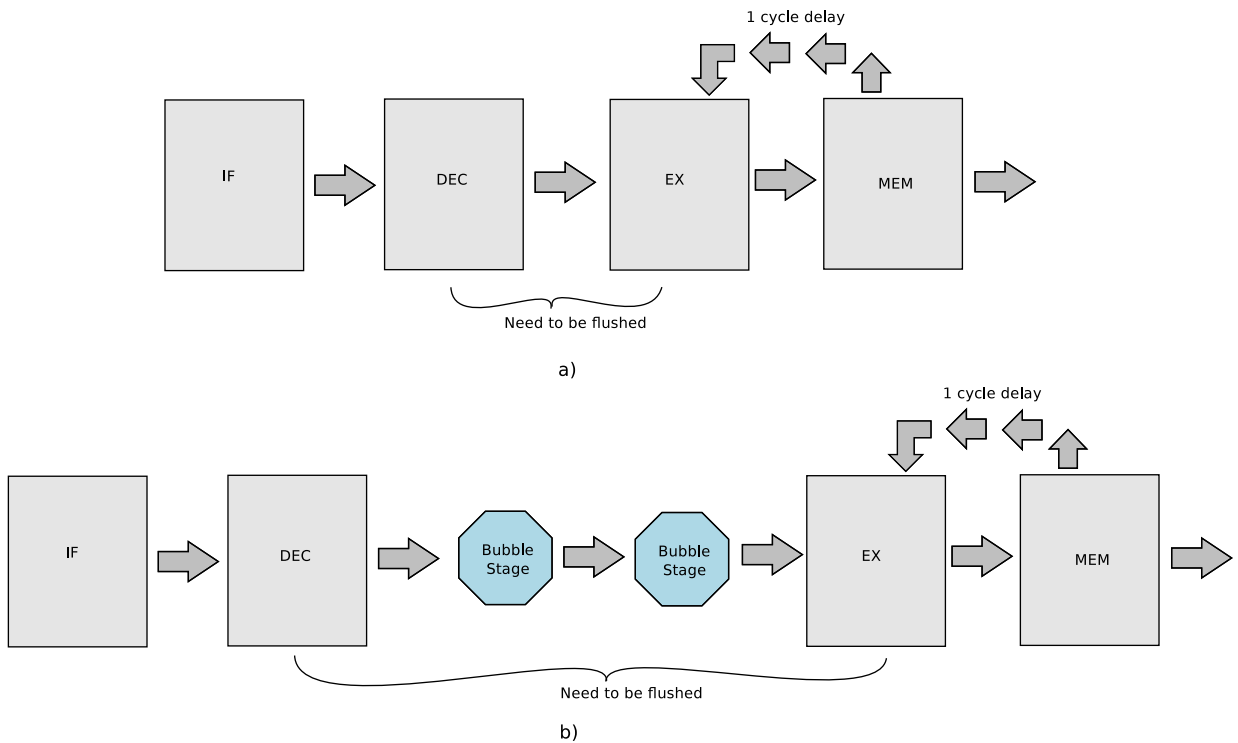 1 cycle delay
IF
DEC
EX
MEM
Need to be flushed
a)
1 cycle delay
IF
DEC
Bubble
Stage
Bubble
Stage
EX
MEM
Need to be flushed
b)